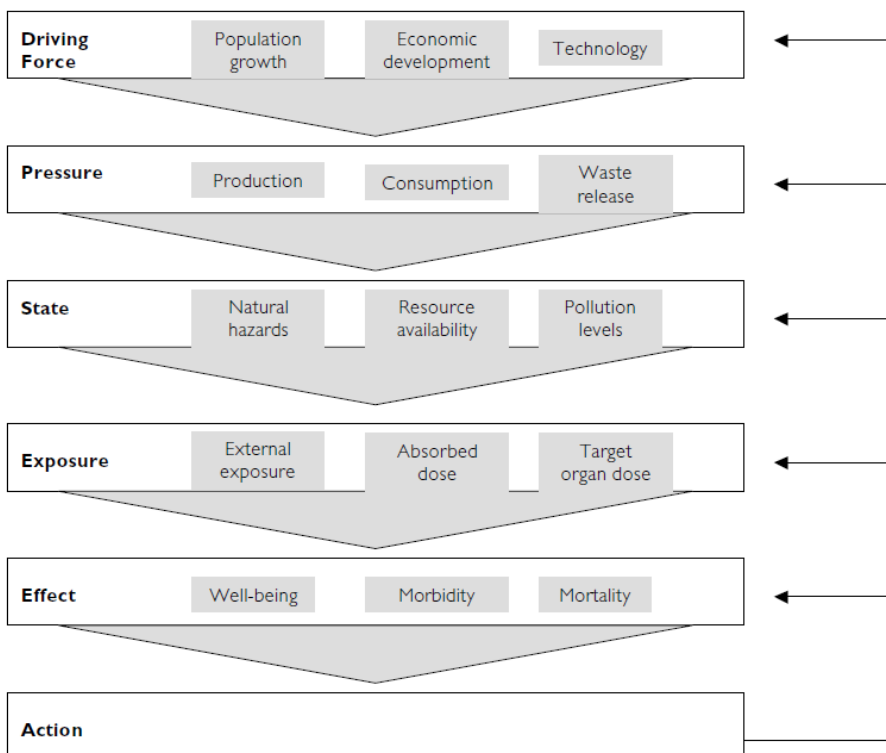 Driving
Force
Population
growth
Economic
development
Technology
Pressure
Production
Consumption
Waste
release
State
Natural
hazards
Resource
availability
Pollution
levels
Exposure
External
exposure
Absorbed
dose
Target
organ dose
Effect
Well-being
Morbidity
Mortality
Action